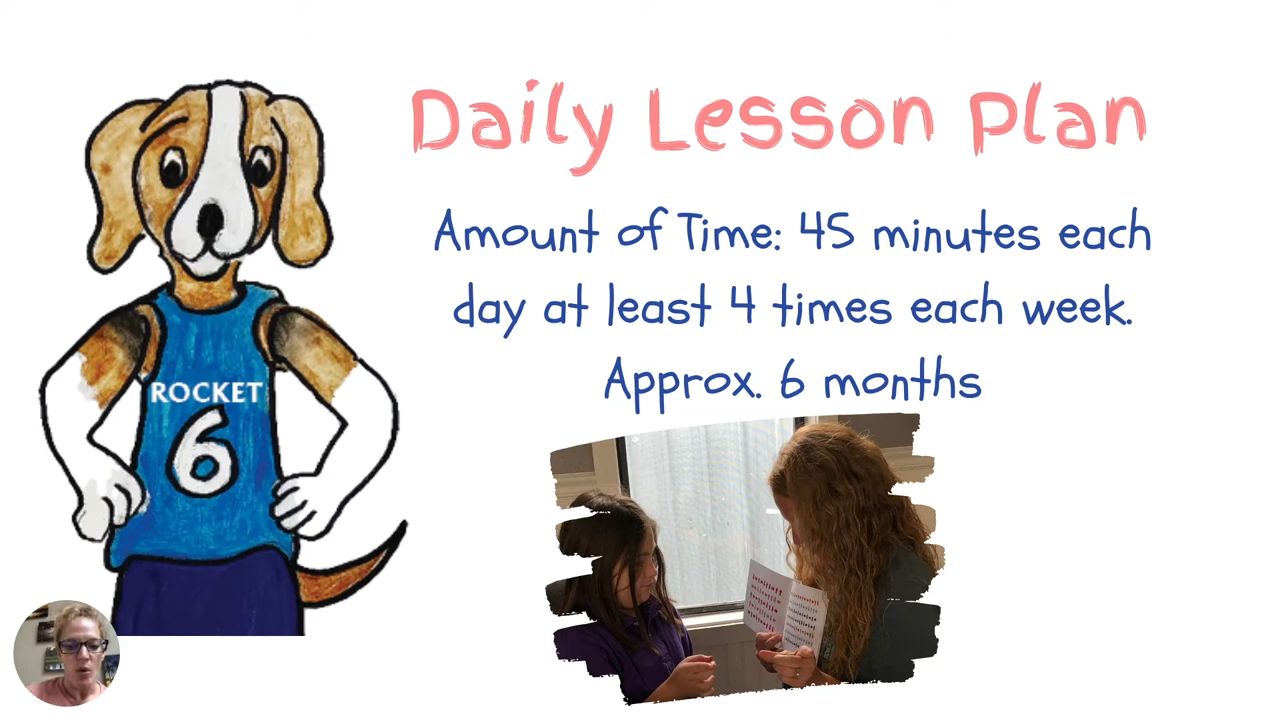 Daily Lesson Plan
Amount of Time: 45 minutes each
day at least 4 times each week.
Approx. 6 months
ROCKET
6